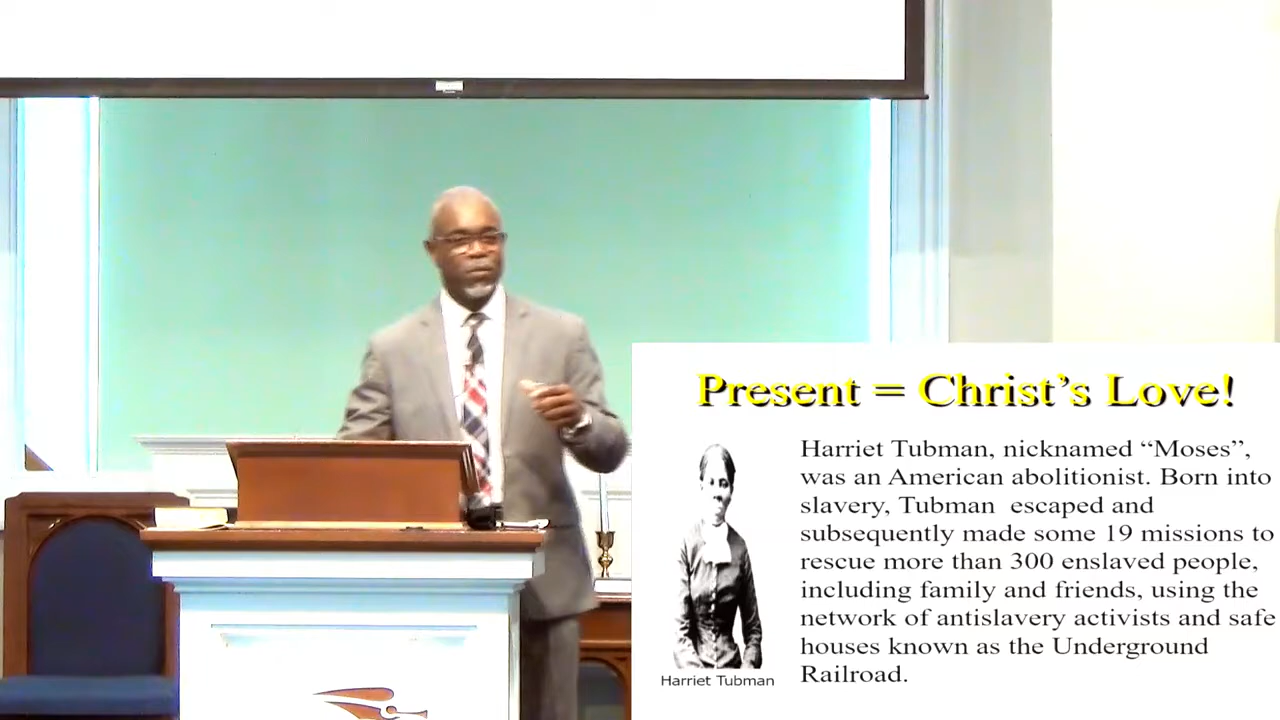 Present = Christ's Love!
Harriet Tubman, nicknamed “Moses”,
was an American abolitionist. Born into
slavery, Tubman  escaped and
subsequently made some 19 missions to
rescue more than 300 enslaved people,
including family and friends, using the
network of antislavery activists and safe
houses known as the Underground
Railroad.
Harriet Tubman